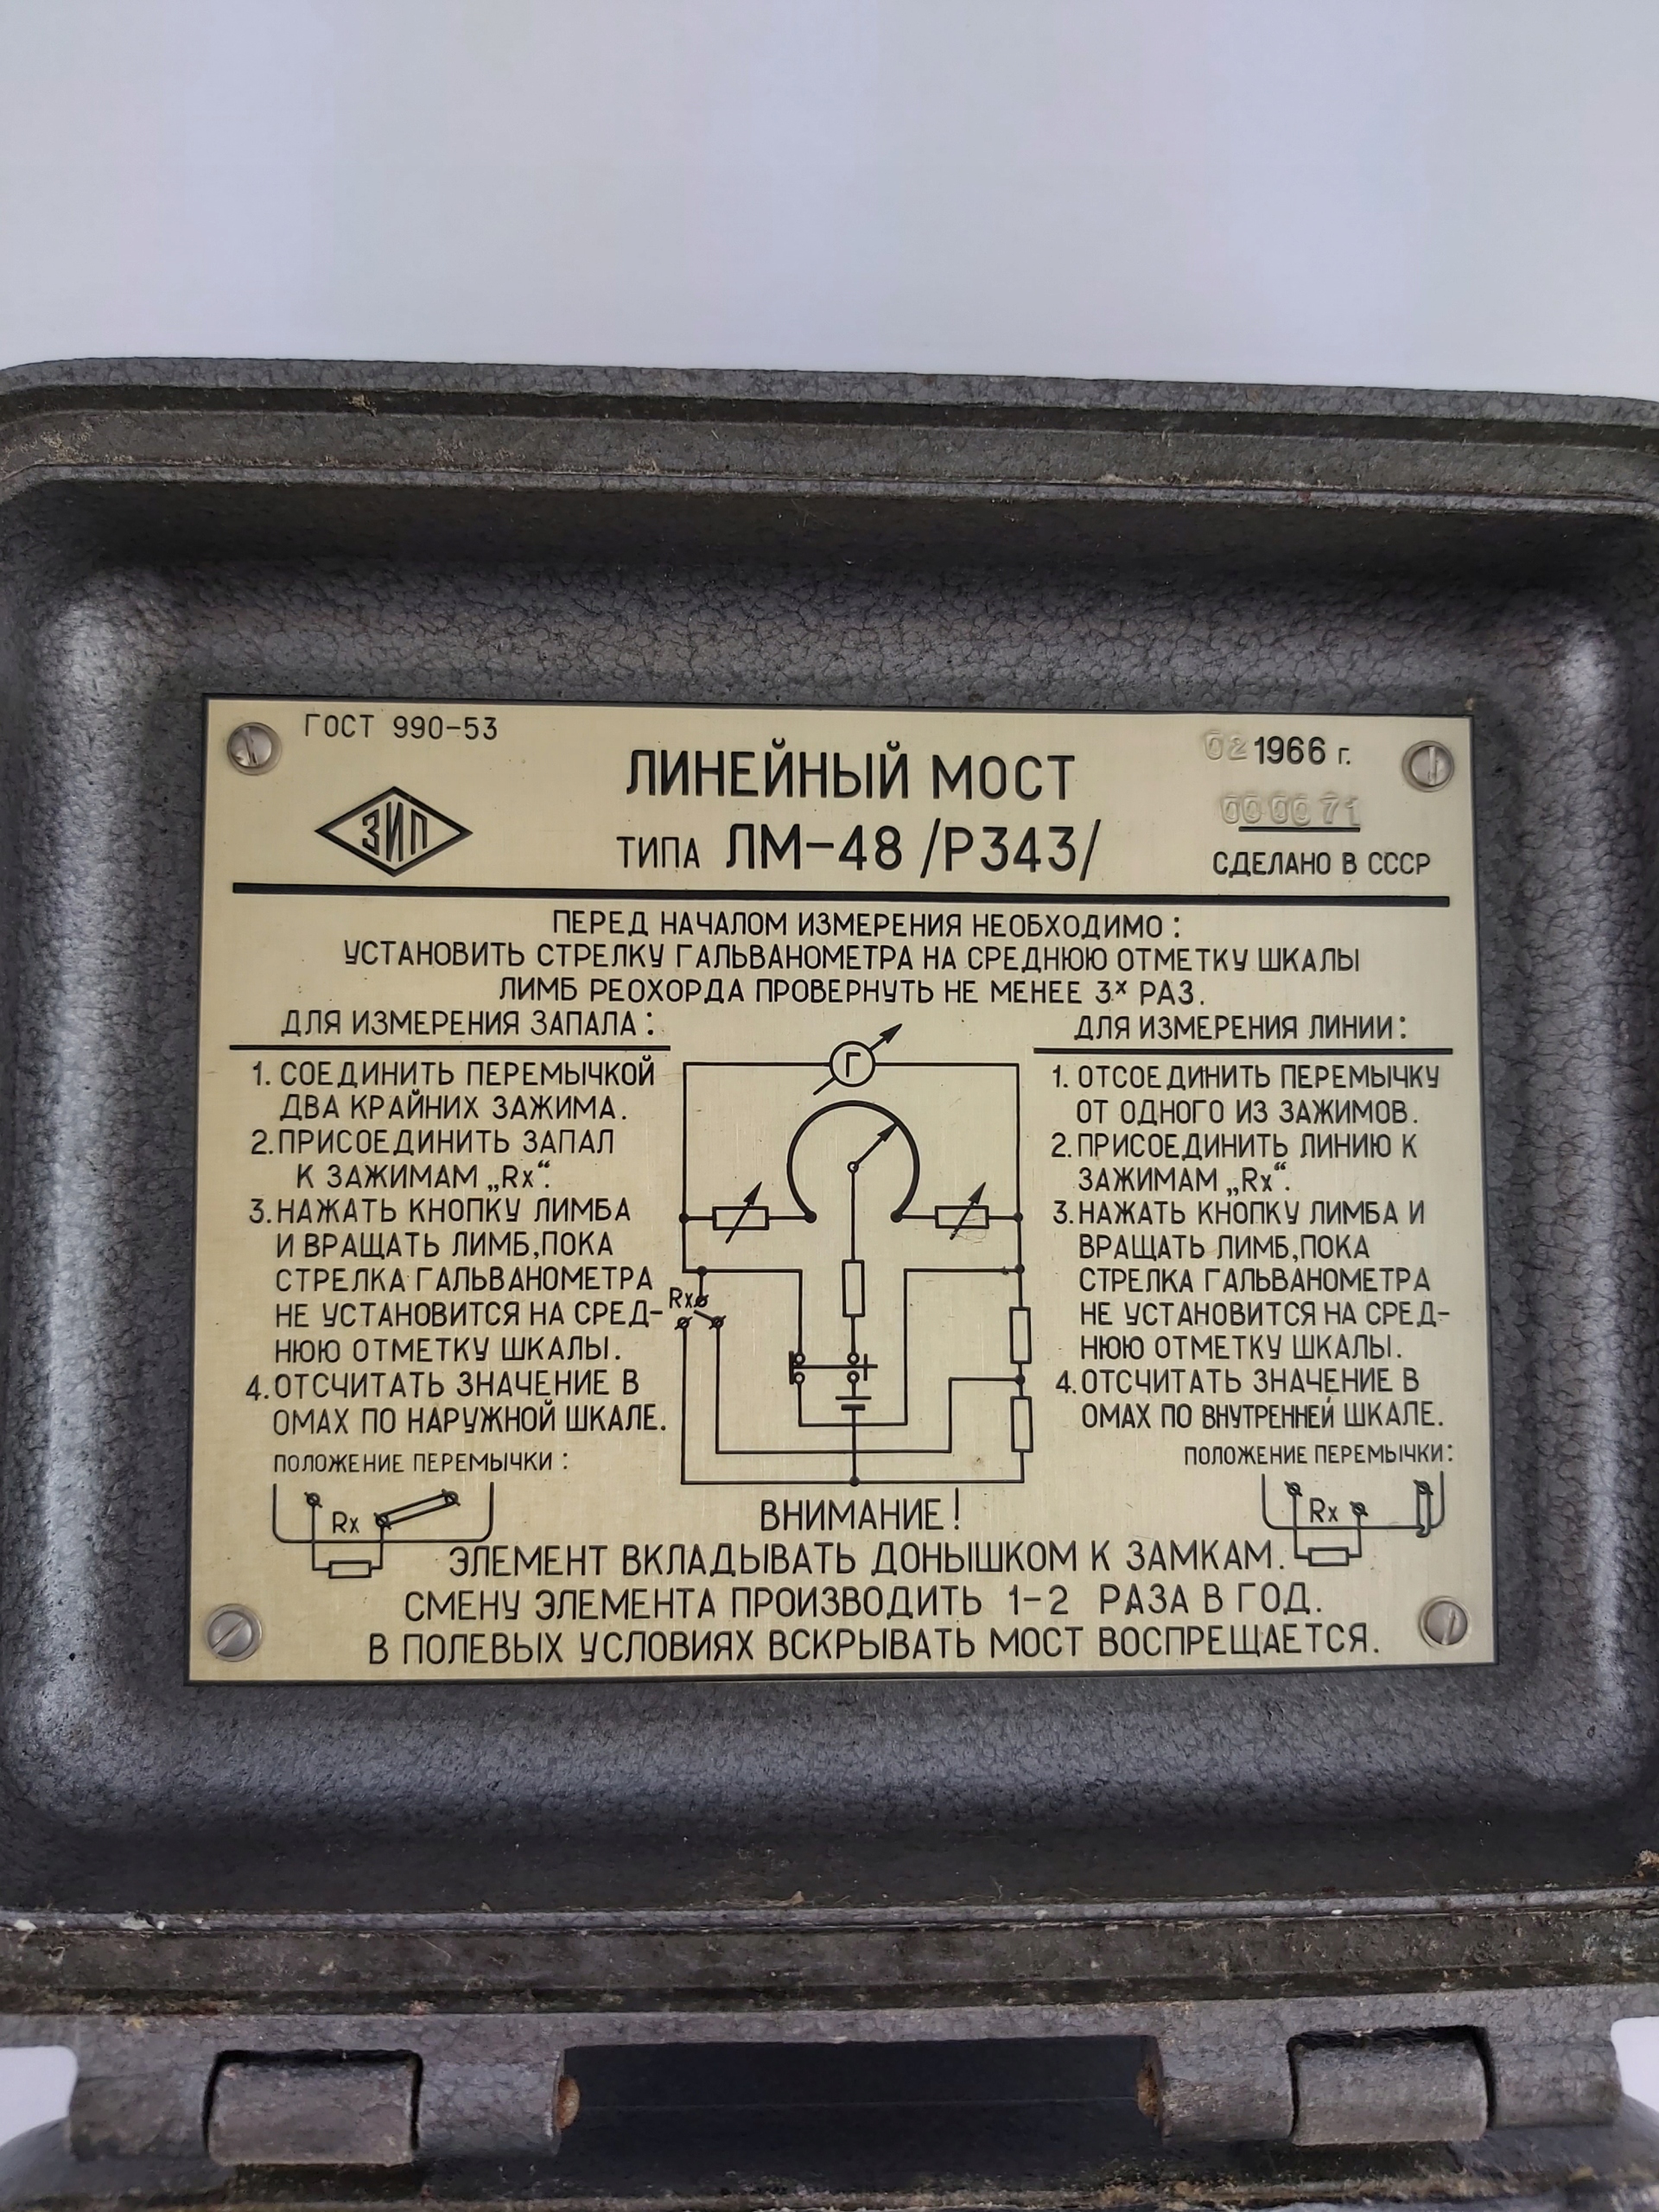 ГОСТ 990-53
02 1966 г.
ЛИНЕЙНЫЙ МОСТ
ЗИП
ТИПА ЛМ-48 /Р343/
000071
СДЕЛАНО В СССР
ПЕРЕД НАЧАЛОМ ИЗМЕРЕНИЯ НЕОБХОДИМО:
УСТАНОВИТЬ СТРЕЛКУ ГАЛЬВАНОМЕТРА НА СРЕДНЮЮ ОТМЕТКУ ШКАЛЫ
ЛИМБ РЕОХОРДА ПРОВЕРНУТЬ НЕ МЕНЕЕ 3ˣ РАЗ.
ДЛЯ ИЗМЕРЕНИЯ ЗАПАЛА:
1. СОЕДИНИТЬ ПЕРЕМЫЧКОЙ
ДВА КРАЙНИХ ЗАЖИМА.
2. ПРИСОЕДИНИТЬ ЗАПАЛ
К ЗАЖИМАМ „Rx“.
3. НАЖАТЬ КНОПКУ ЛИМБА
И ВРАЩАТЬ ЛИМБ, ПОКА
СТРЕЛКА ГАЛЬВАНОМЕТРА
НЕ УСТАНОВИТСЯ НА СРЕД-
НЮЮ ОТМЕТКУ ШКАЛЫ.
4. ОТСЧИТАТЬ ЗНАЧЕНИЕ В
ОМАХ ПО НАРУЖНОЙ ШКАЛЕ.
ПОЛОЖЕНИЕ ПЕРЕМЫЧКИ:
Rx
Г
Rx
ДЛЯ ИЗМЕРЕНИЯ ЛИНИИ:
1. ОТСОЕДИНИТЬ ПЕРЕМЫЧКУ
ОТ ОДНОГО ИЗ ЗАЖИМОВ.
2. ПРИСОЕДИНИТЬ ЛИНИЮ К
ЗАЖИМАМ „Rx“.
3. НАЖАТЬ КНОПКУ ЛИМБА И
ВРАЩАТЬ ЛИМБ, ПОКА
СТРЕЛКА ГАЛЬВАНОМЕТРА
НЕ УСТАНОВИТСЯ НА СРЕД-
НЮЮ ОТМЕТКУ ШКАЛЫ.
4. ОТСЧИТАТЬ ЗНАЧЕНИЕ В
ОМАХ ПО ВНУТРЕННЕЙ ШКАЛЕ.
ПОЛОЖЕНИЕ ПЕРЕМЫЧКИ:
Rx
ВНИМАНИЕ!
ЭЛЕМЕНТ ВКЛАДЫВАТЬ ДОНЫШКОМ К ЗАМКАМ.
СМЕНУ ЭЛЕМЕНТА ПРОИЗВОДИТЬ 1-2 РАЗА В ГОД.
В ПОЛЕВЫХ УСЛОВИЯХ ВСКРЫВАТЬ МОСТ ВОСПРЕЩАЕТСЯ.